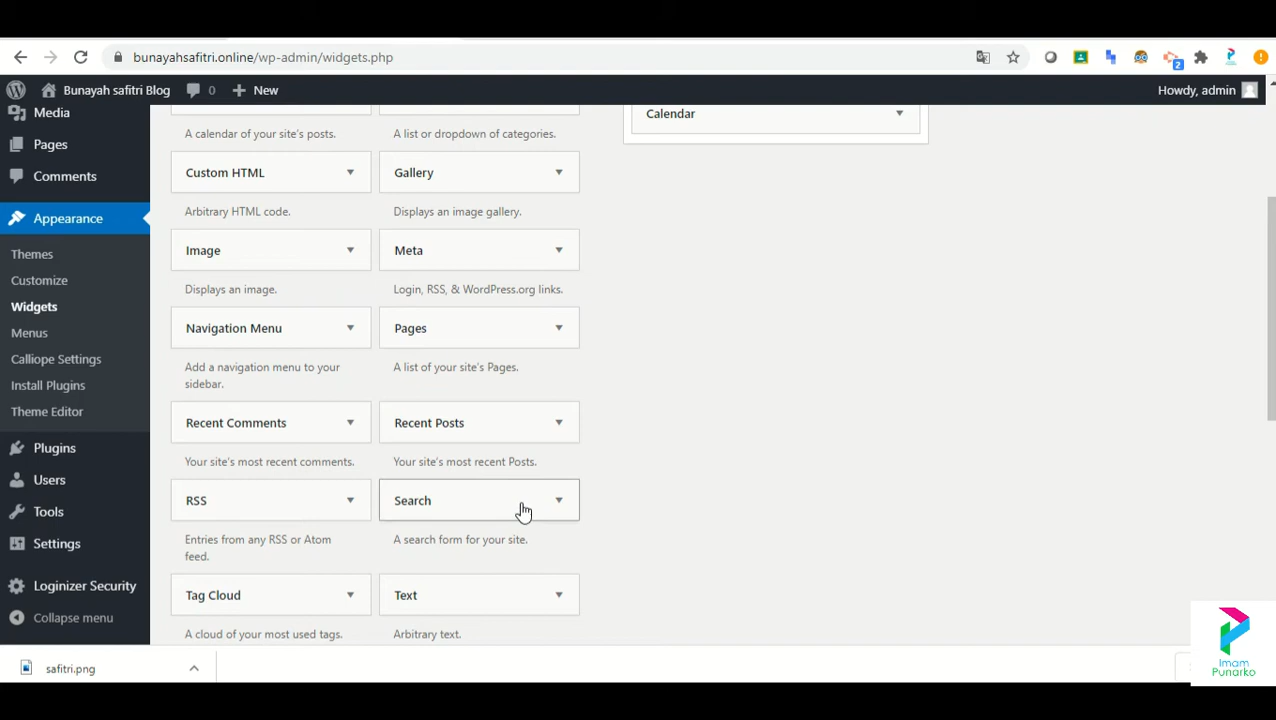 bunayahsafitri.online/wp-admin/widgets.php
2
Bunayah safitri Blog
0
New
Howdy, admin
Media
Pages
Comments
Appearance
Themes
Customize
Widgets
Menus
Calliope Settings
Install Plugins
Theme Editor
Plugins
Users
Tools
Settings
Loginizer Security
Collapse menu
A calendar of your site's posts.
A list or dropdown of categories.
Calendar
Custom HTML
Gallery
Arbitrary HTML code.
Displays an image gallery.
Image
Meta
Displays an image.
Login, RSS, & WordPress.org links.
Navigation Menu
Pages
Add a navigation menu to your
sidebar.
A list of your site's Pages.
Recent Comments
Recent Posts
Your site's most recent comments.
Your site's most recent Posts.
RSS
Search
Entries from any RSS or Atom
feed.
A search form for your site.
Tag Cloud
Text
A cloud of your most used tags.
Arbitrary text.
safitri.png
Imam
Punarko